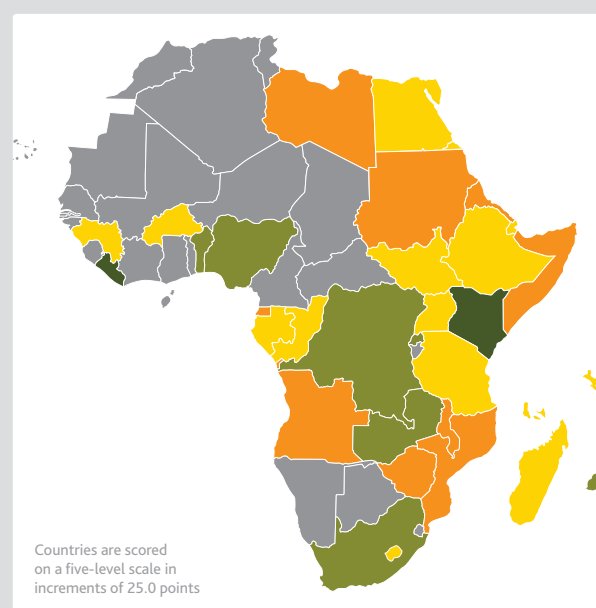 Countries are scored
on a five-level scale in
increments of 25.0 points